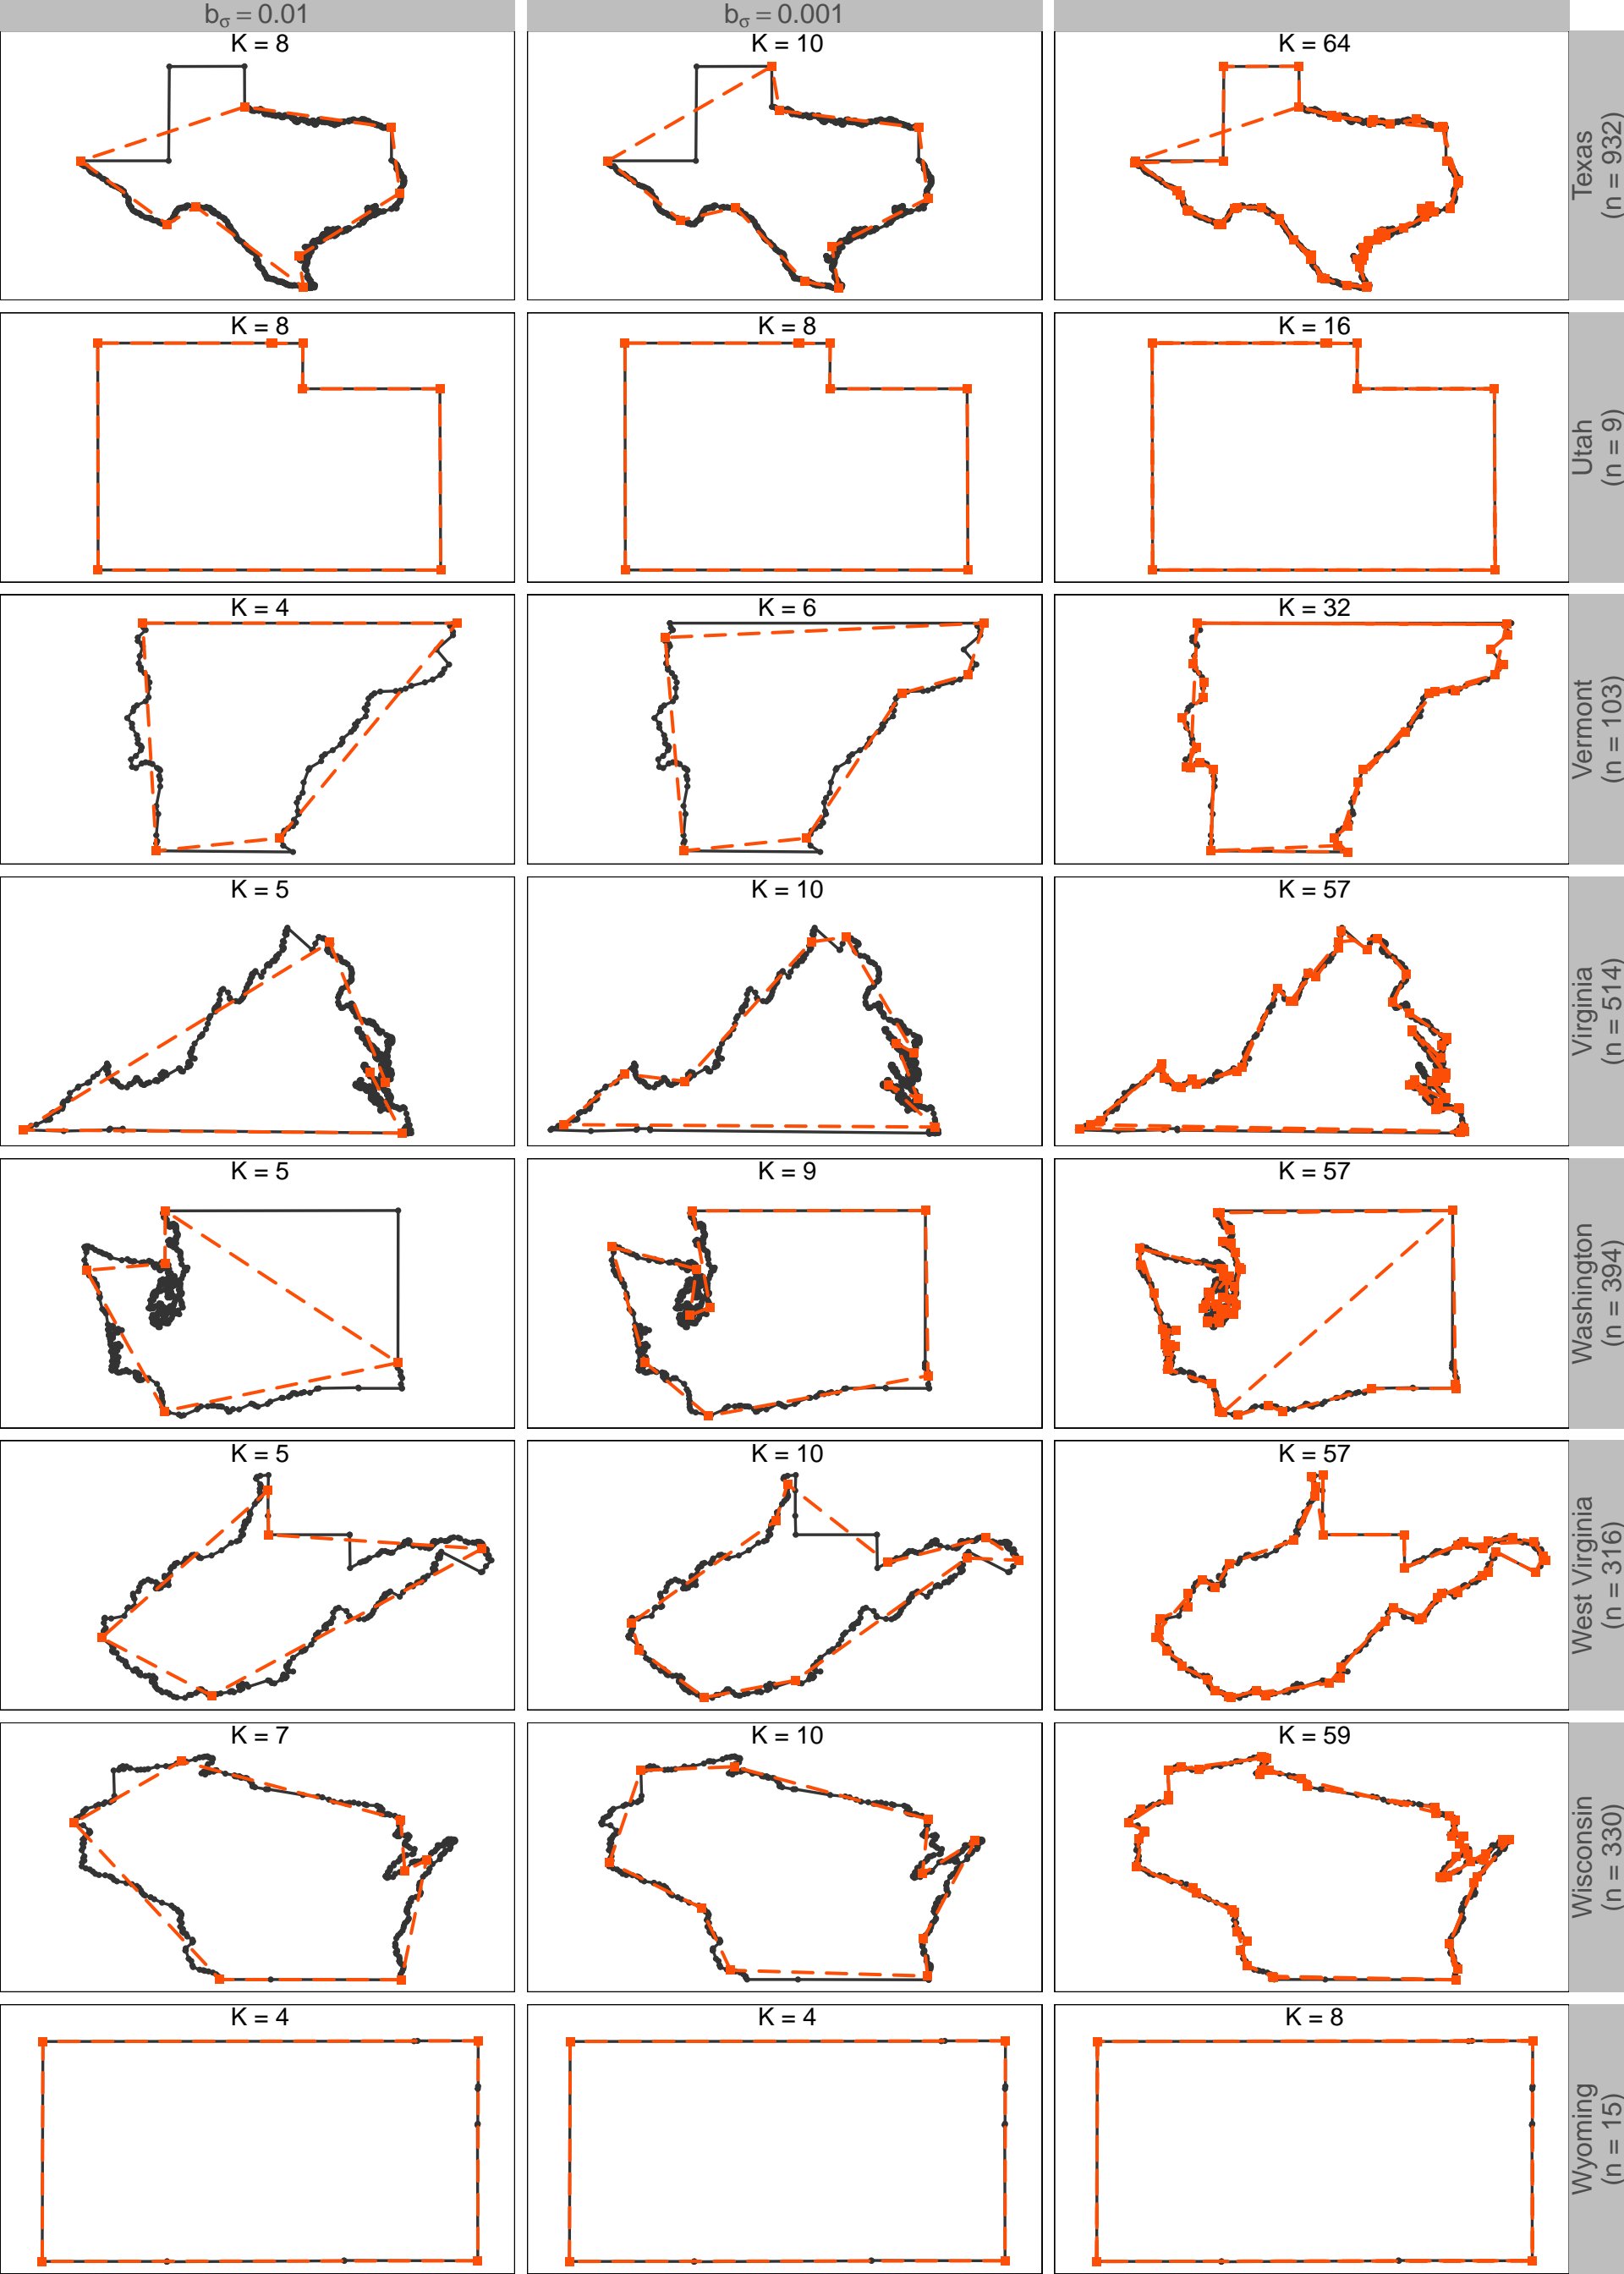 bσ = 0.01
bσ = 0.001
K = 8
K = 10
K = 64
Texas
(n = 932)
K = 8
K = 8
K = 16
Utah
(n = 9)
K = 4
K = 6
K = 32
Vermont
(n = 103)
K = 5
K = 10
K = 57
Virginia
(n = 514)
K = 5
K = 9
K = 57
Washington
(n = 394)
K = 5
K = 10
K = 57
West Virginia
(n = 316)
K = 7
K = 10
K = 59
Wisconsin
(n = 330)
K = 4
K = 4
K = 8
Wyoming
(n = 15)